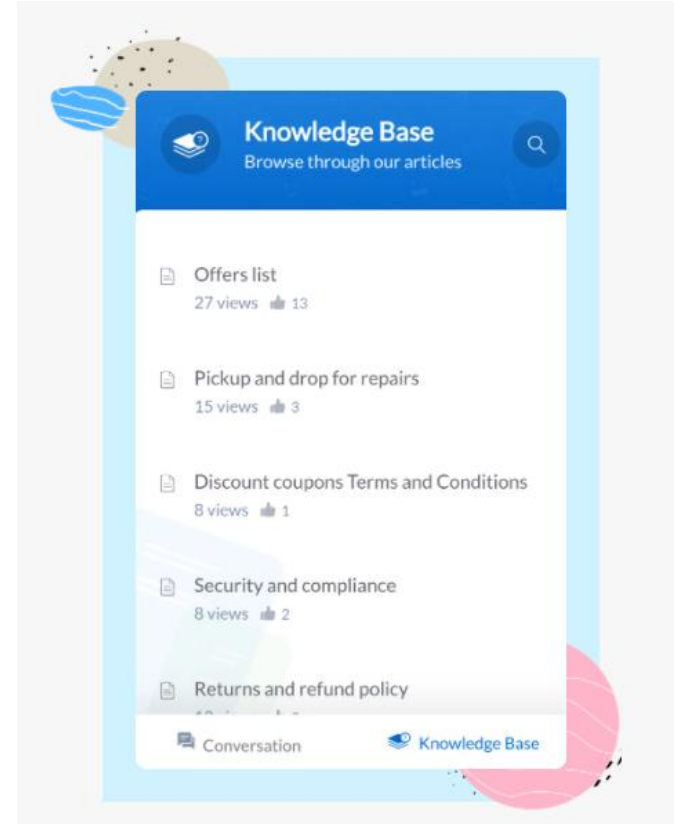 Knowledge Base
Browse through our articles
Offers list
27 views 13
Pickup and drop for repairs
15 views 3
Discount coupons Terms and Conditions
8 views 1
Security and compliance
8 views 2
Returns and refund policy
Conversation
Knowledge Base